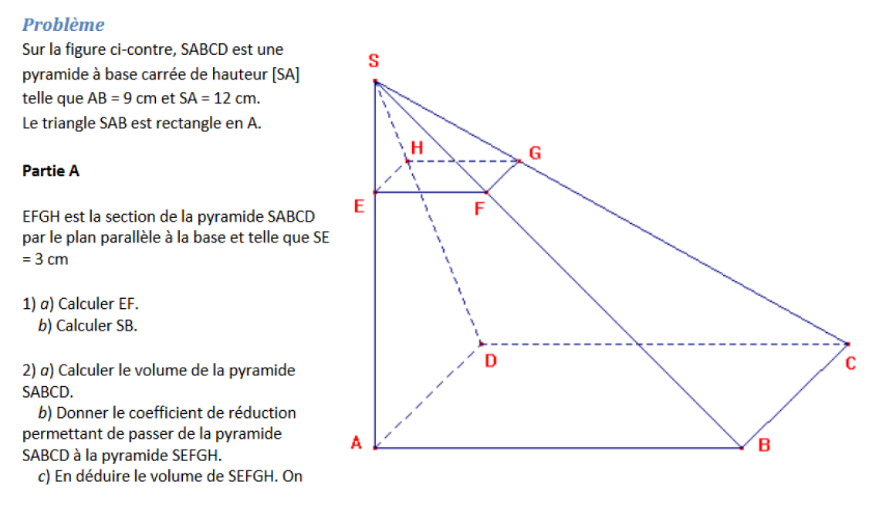 Problème
Sur la figure ci-contre, SABCD est une
pyramide à base carrée de hauteur [SA]
telle que AB = 9 cm et SA = 12 cm.
Le triangle SAB est rectangle en A.
Partie A
EFGH est la section de la pyramide SABCD
par le plan parallèle à la base et telle que SE
= 3 cm
1) a) Calculer EF.
b) Calculer SB.
2) a) Calculer le volume de la pyramide
SABCD.
b) Donner le coefficient de réduction
permettant de passer de la pyramide
SABCD à la pyramide SEFGH.
c) En déduire le volume de SEFGH. On
S
H
G
E
F
D
C
A
B